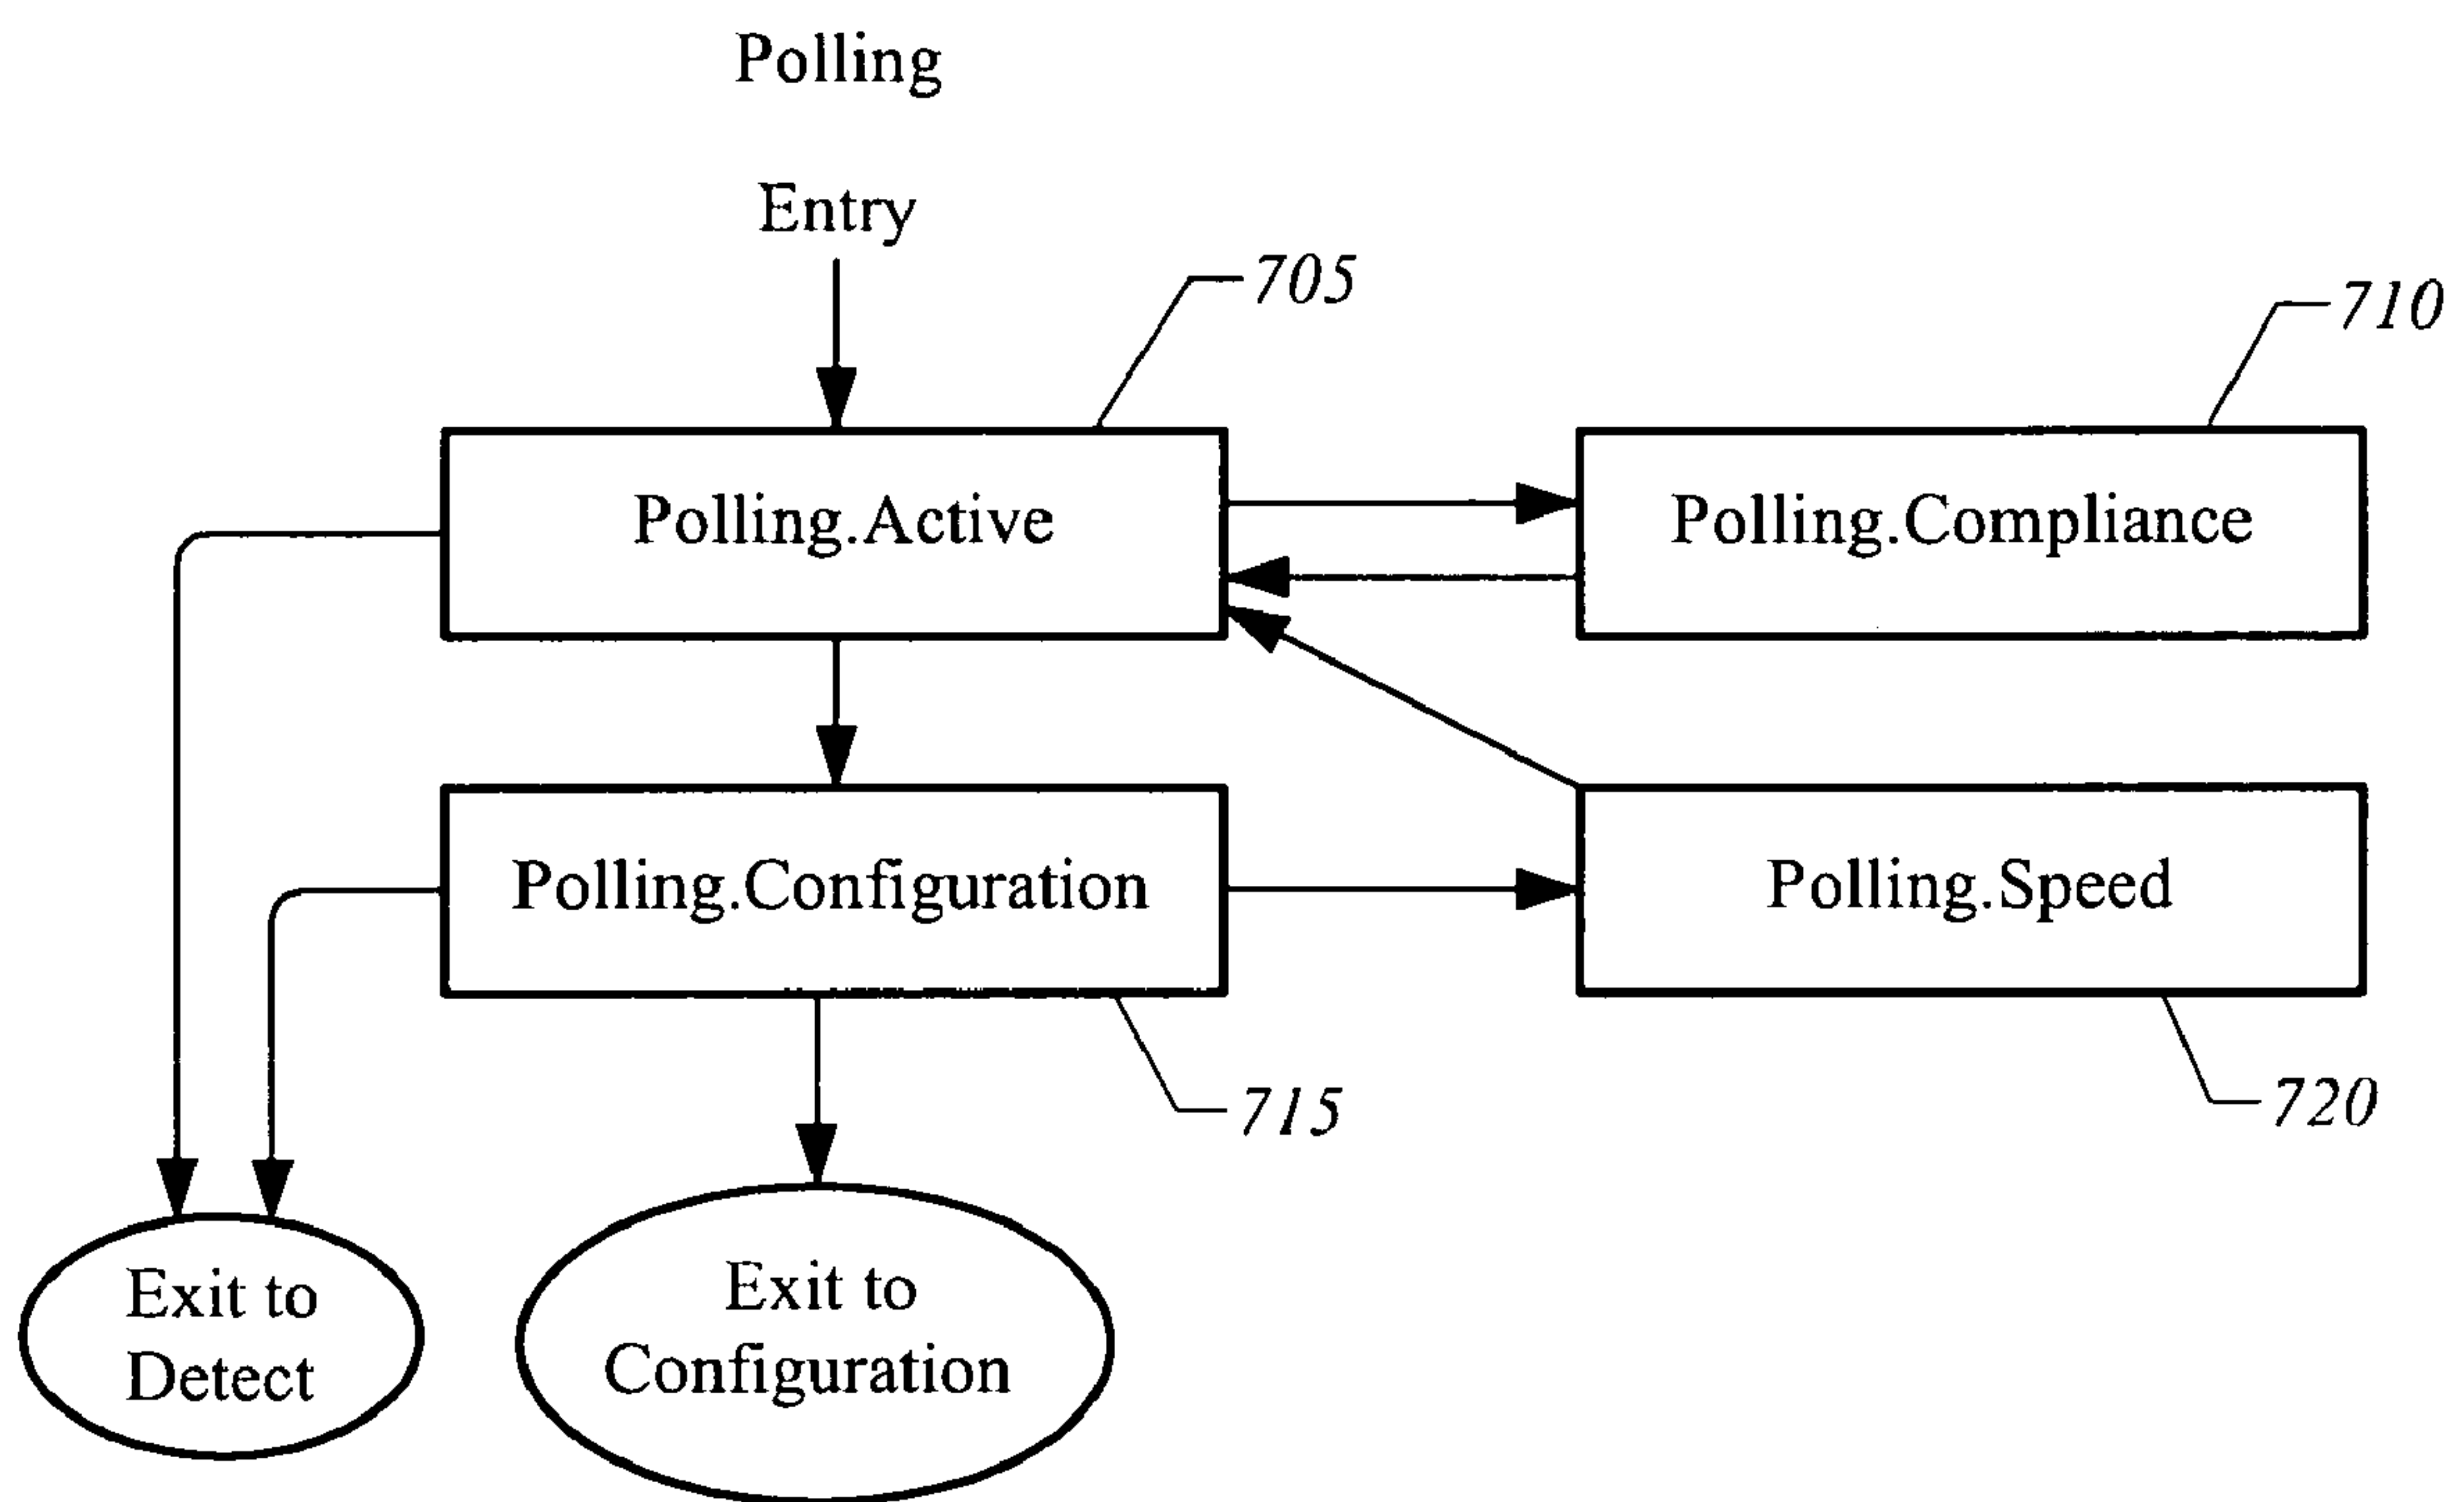 Polling
Entry
705
710
Polling.Active
Polling.Compliance
Polling.Configuration
Polling.Speed
715
720
Exit to
Detect
Exit to
Configuration